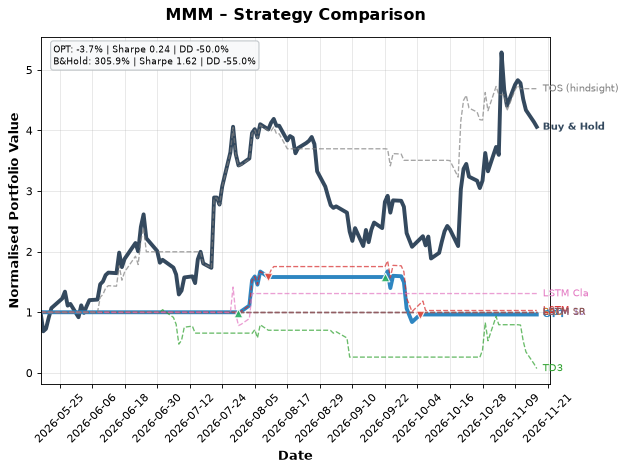 MMM – Strategy Comparison
OPT: -3.7% | Sharpe 0.24 | DD -50.0%
B&Hold: 305.9% | Sharpe 1.62 | DD -55.0%
Normalised Portfolio Value
5
4
3
2
1
0
TOS (hindsight)
Buy & Hold
LSTM Cla
TD3
2026-05-25
2026-06-06
2026-06-18
2026-06-30
2026-07-12
2026-07-24
2026-08-05
2026-08-17
2026-08-29
2026-09-10
2026-09-22
2026-10-04
2026-10-16
2026-10-28
2026-11-09
2026-11-21
Date